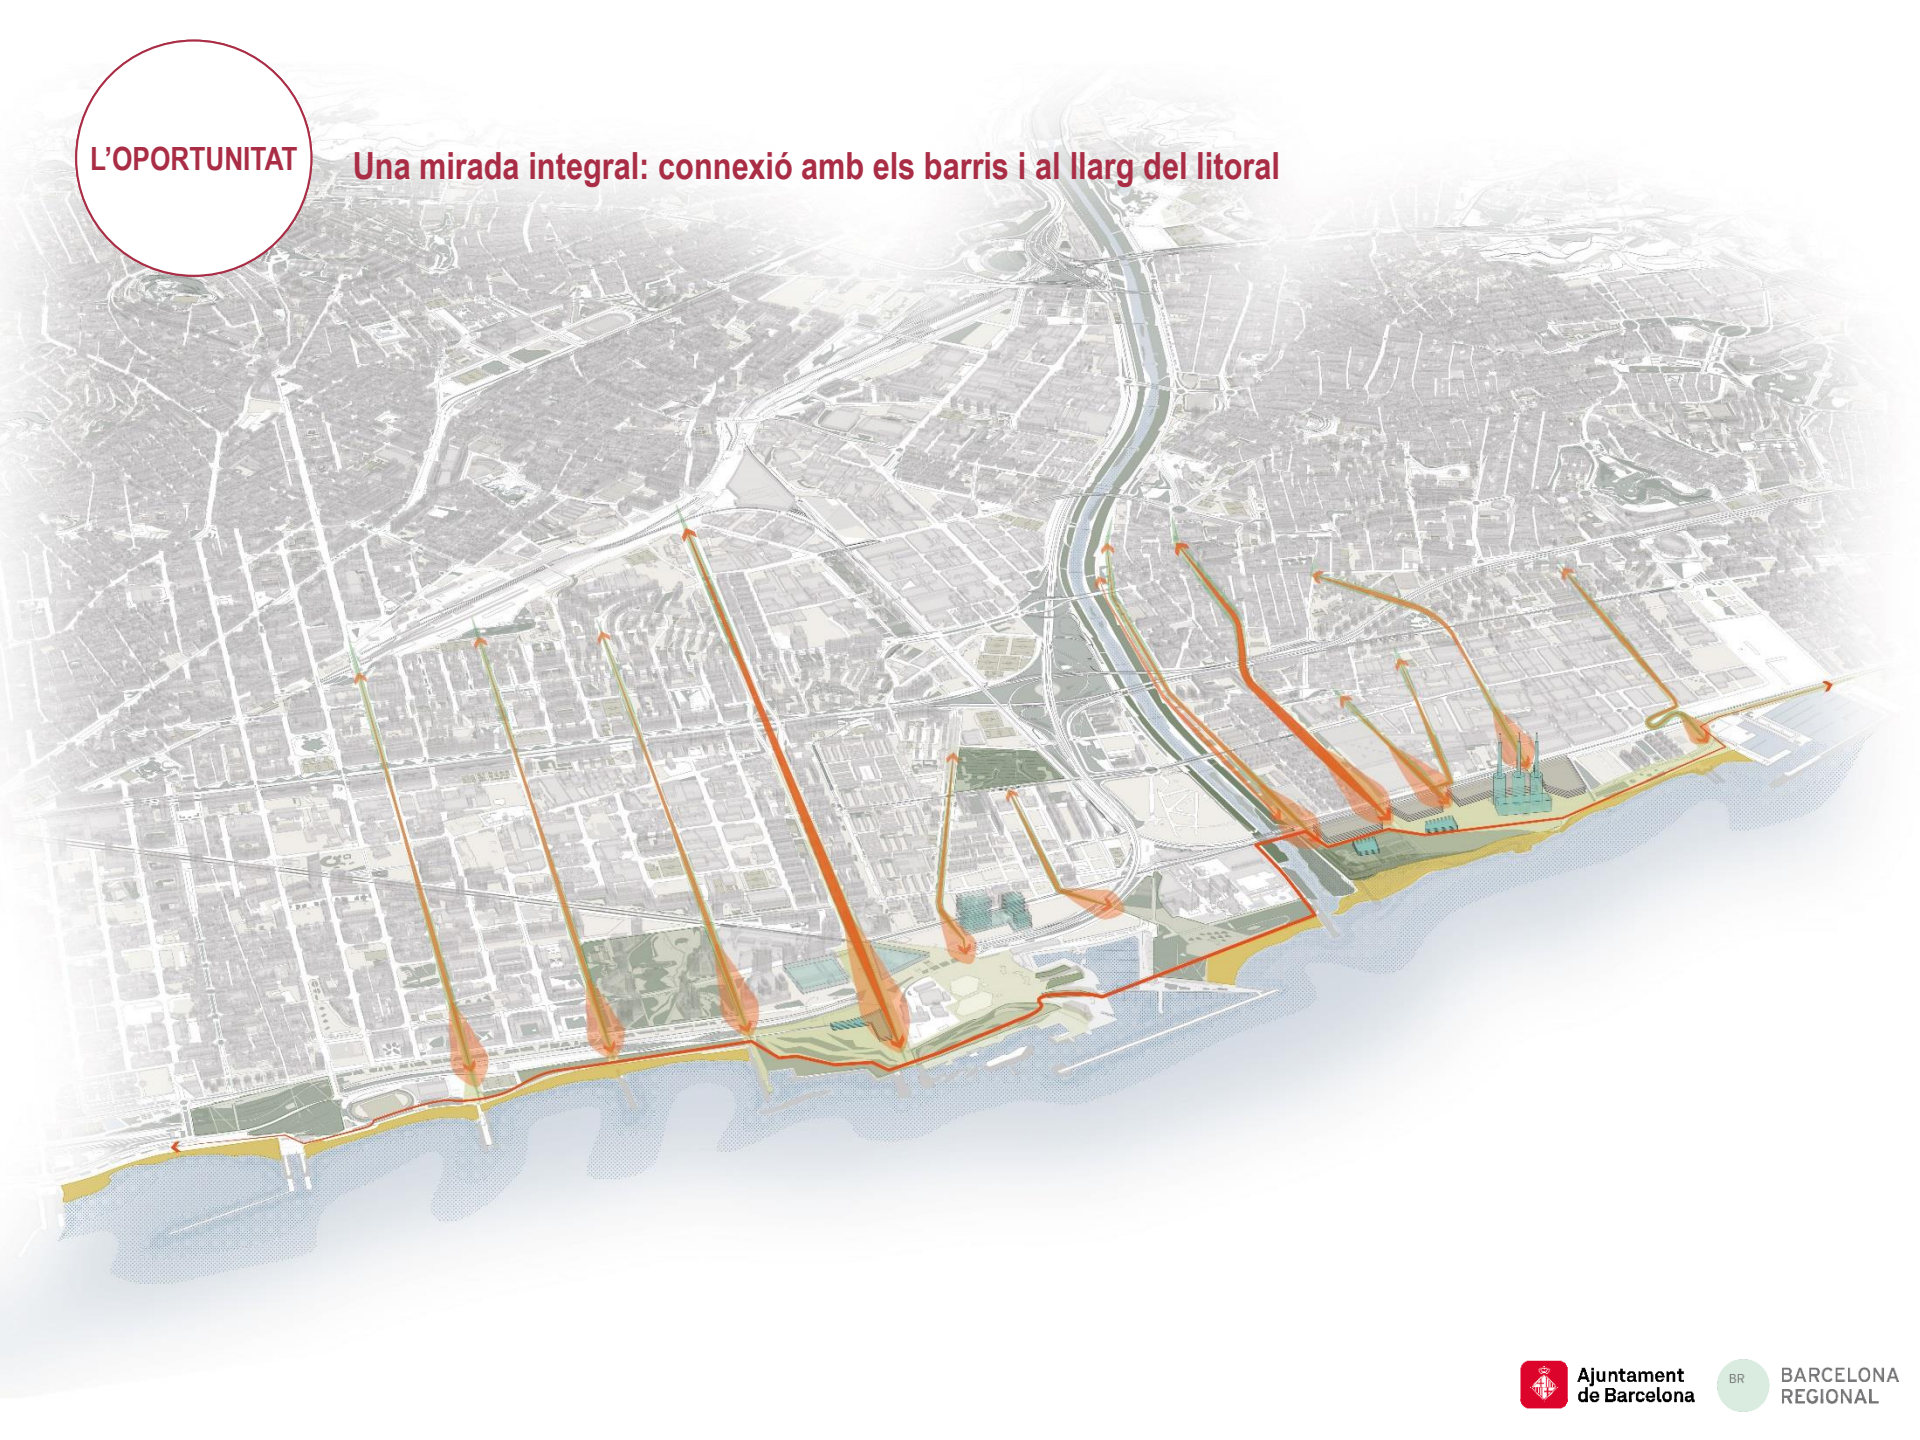 L'OPORTUNITAT
Una mirada integral: connexió amb els barris i al llarg del litoral
Ajuntament
de Barcelona
BR
BARCELONA
REGIONAL